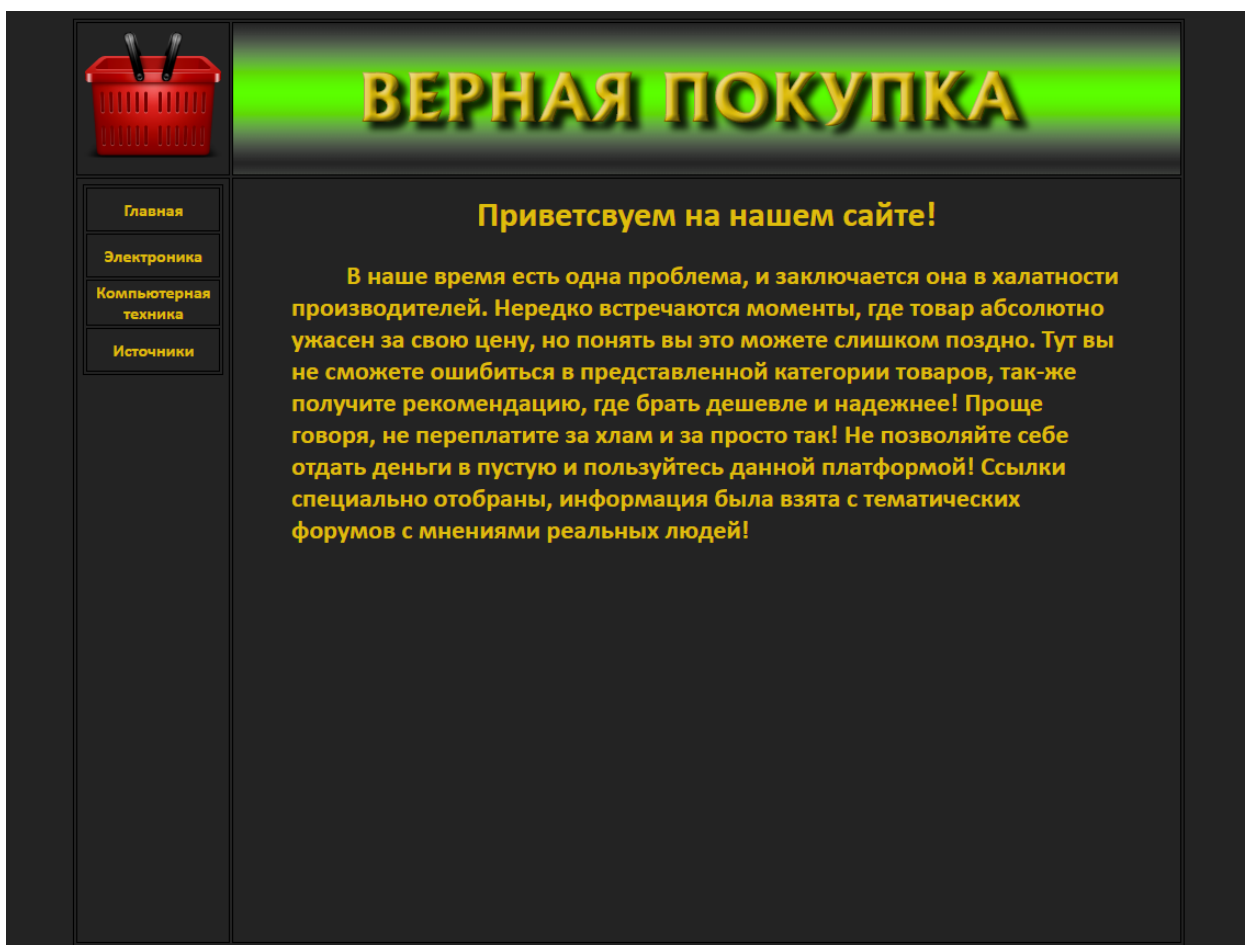 ВЕРНАЯ ПОКУПКА
Главная
Электроника
Компьютерная
техника
Источники
Приветсвуем на нашем сайте!
В наше время есть одна проблема, и заключается она в халатности
производителей. Нередко встречаются моменты, где товар абсолютно
ужасен за свою цену, но понять вы это можете слишком поздно. Тут вы
не сможете ошибиться в представленной категории товаров, так-же
получите рекомендацию, где брать дешевле и надежнее! Проще
говоря, не переплатите за хлам и за просто так! Не позволяйте себе
отдать деньги в пустую и пользуйтесь данной платформой! Ссылки
специально отобраны, информация была взята с тематических
форумов с мнениями реальных людей!